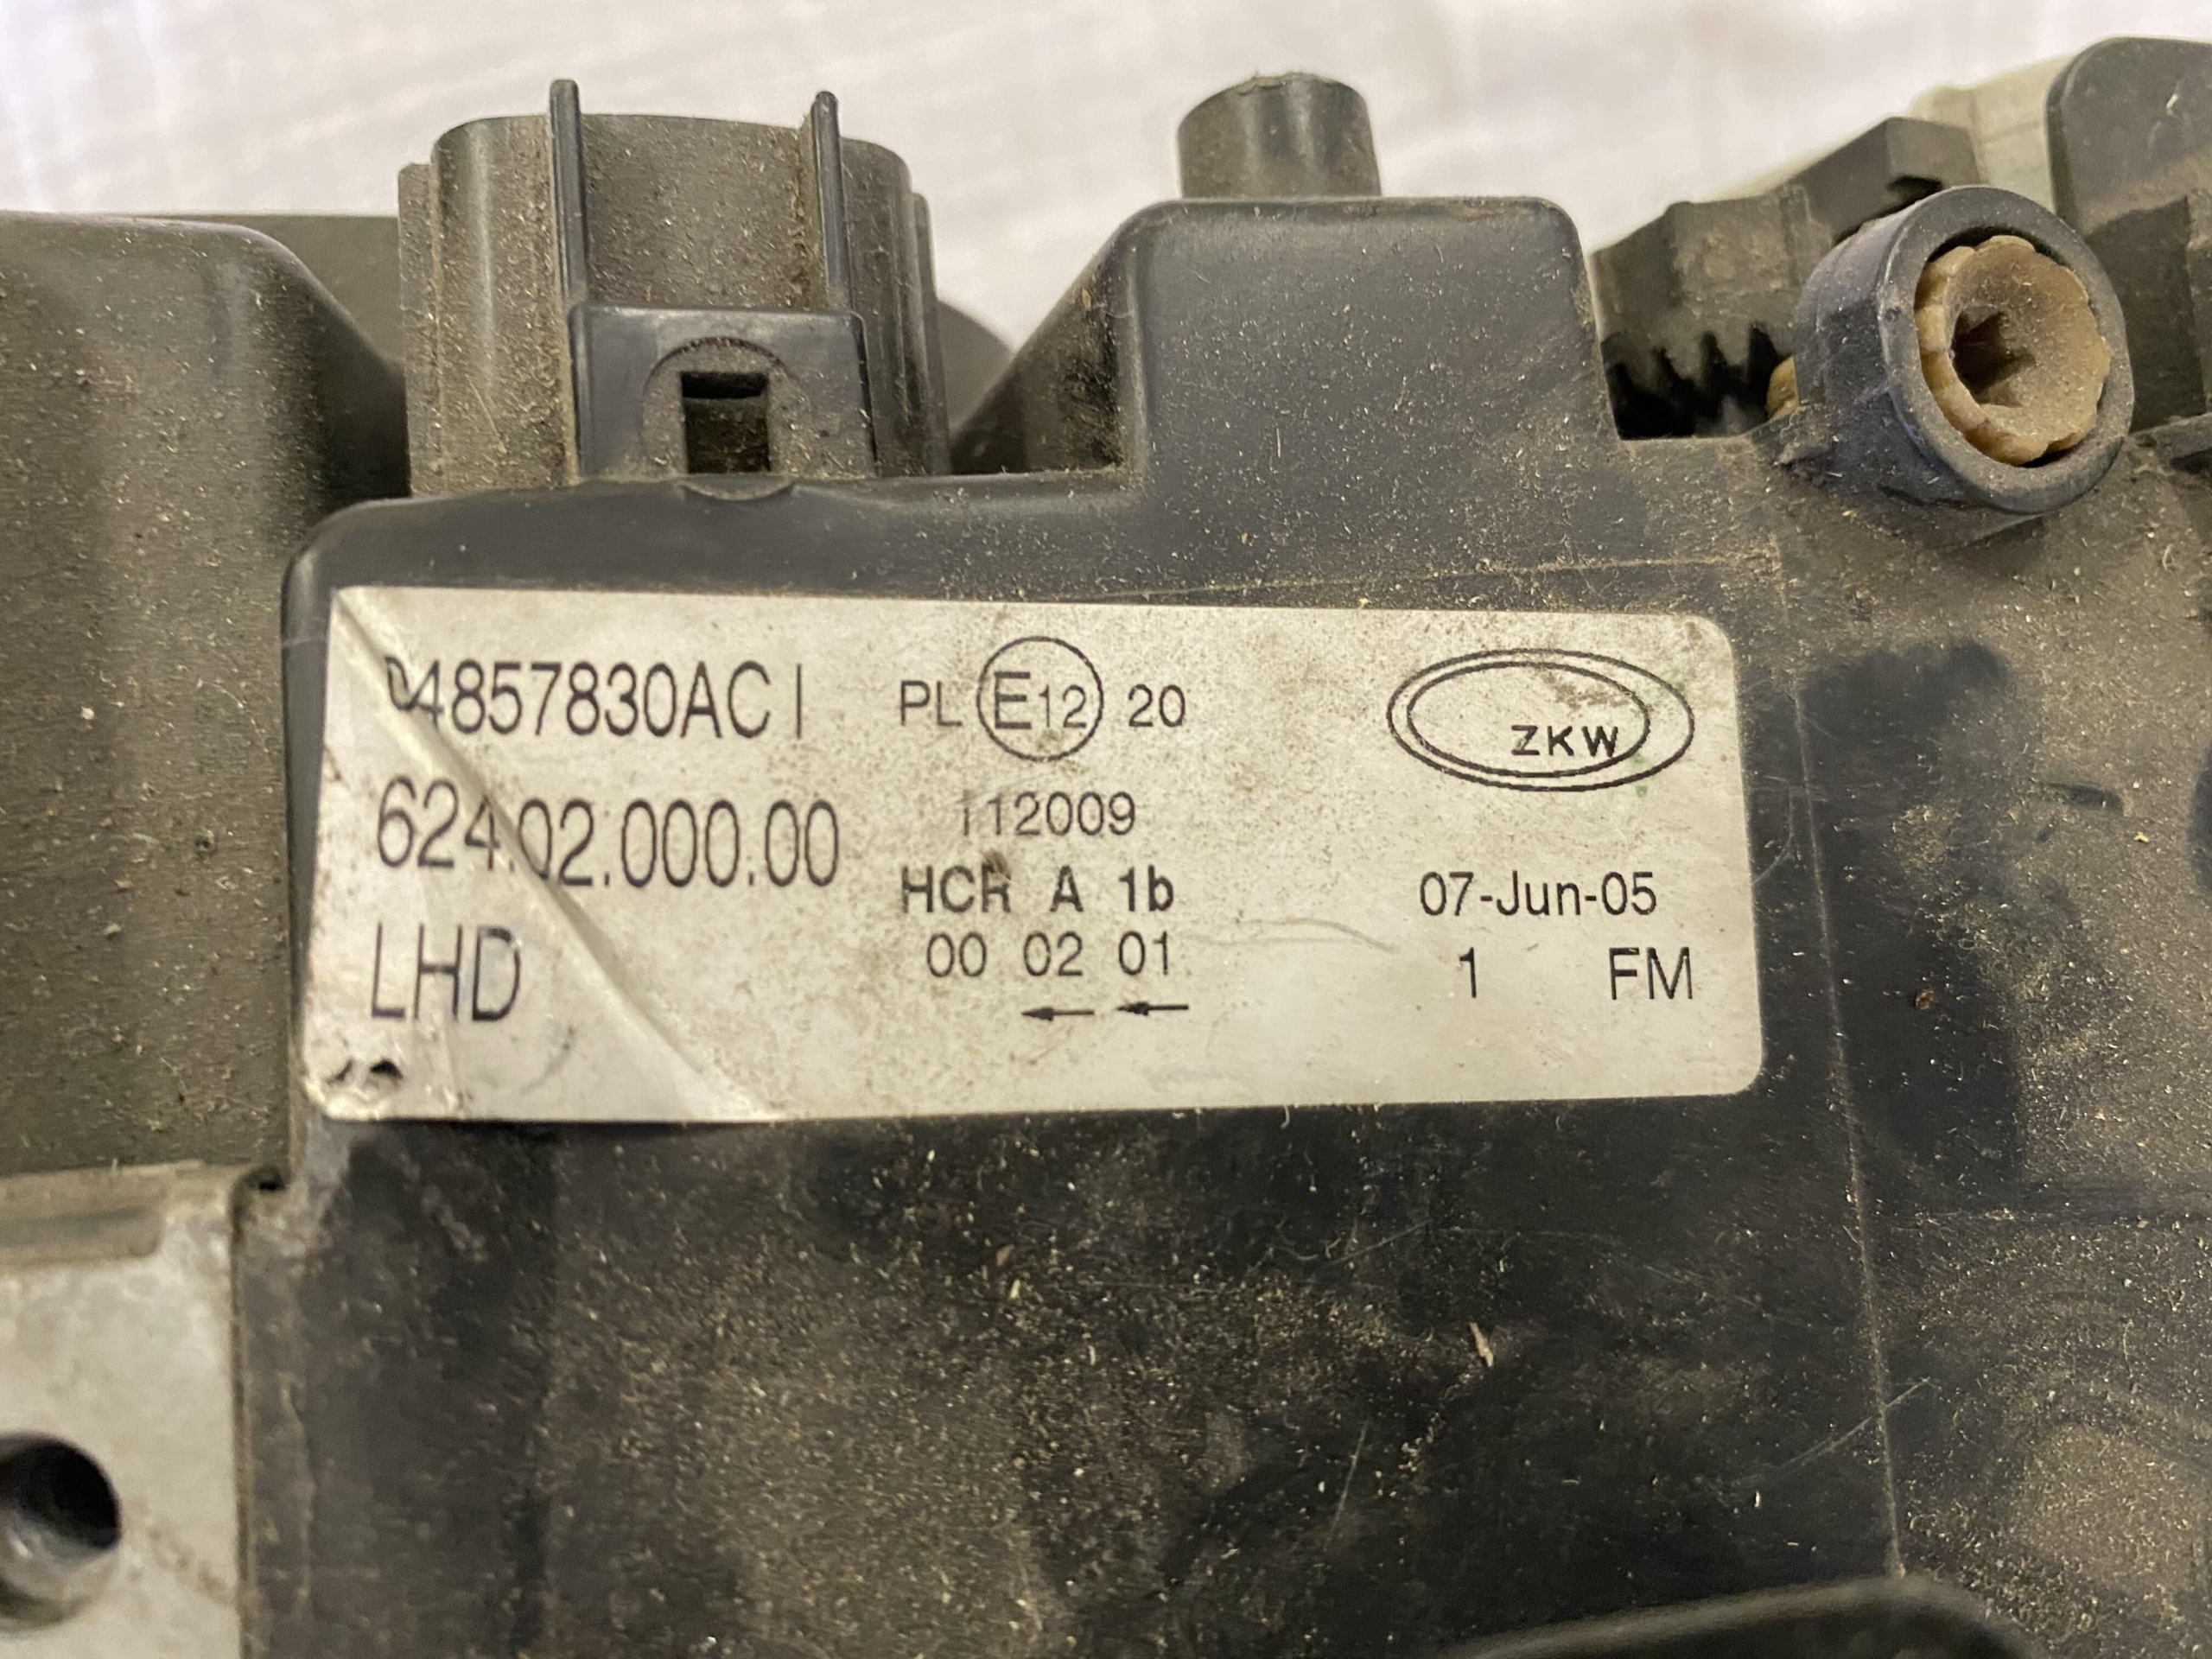 04857830AC I
624.02.000.00
LHD
PL E12 20
112009
HCR A 1b
00 02 01
← ←
ZKW
07-Jun-05
1 FM